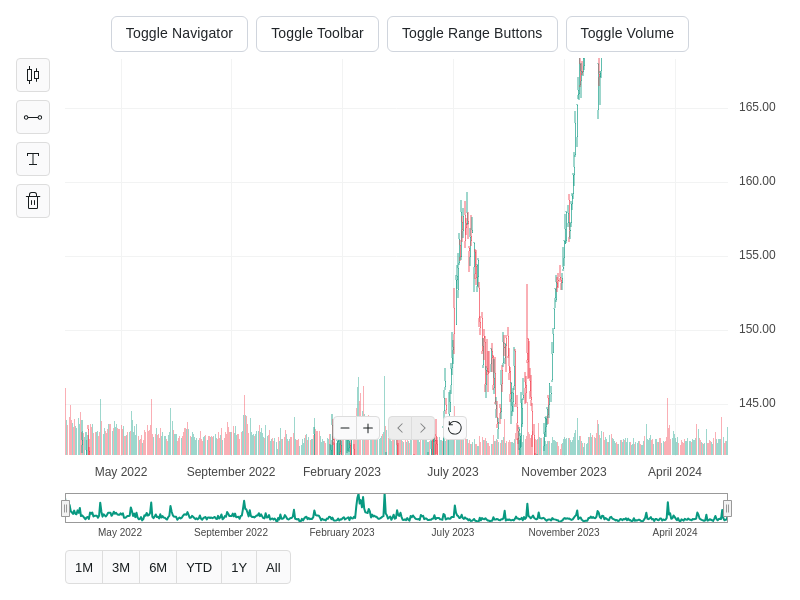 Toggle Navigator Toggle Toolbar Toggle Range Buttons Toggle Volume
165.00
160.00
155.00
150.00
145.00
May 2022 September 2022 February 2023 July 2023 November 2023 April 2024
May 2022 September 2022 February 2023 July 2023 November 2023 April 2024
1M 3M 6M YTD 1Y All